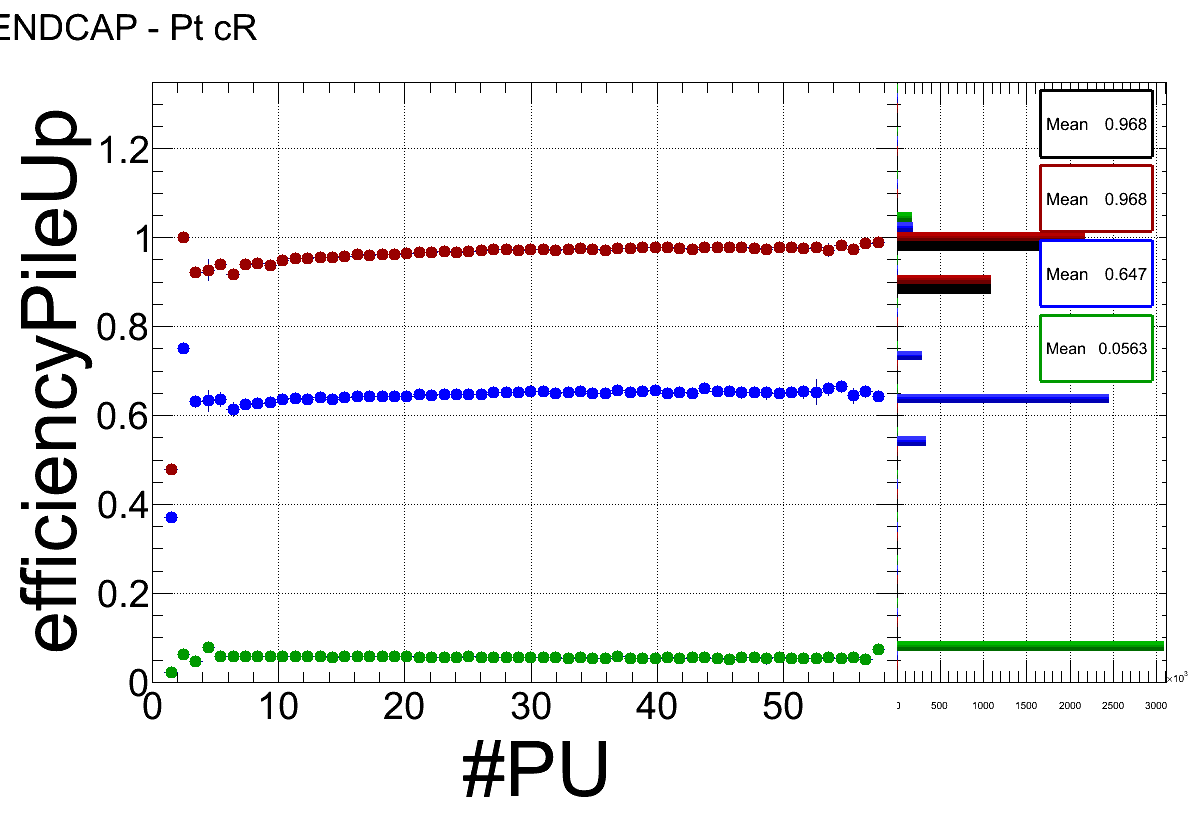 ENDCAP - Pt cR
efficiencyPileUp
1.2
1
0.8
0.6
0.4
0.2
0
0 10 20 30 40 50
#PU
Mean 0.968
Mean 0.968
Mean 0.647
Mean 0.0563
×10³
500 1000 1500 2000 2500 3000